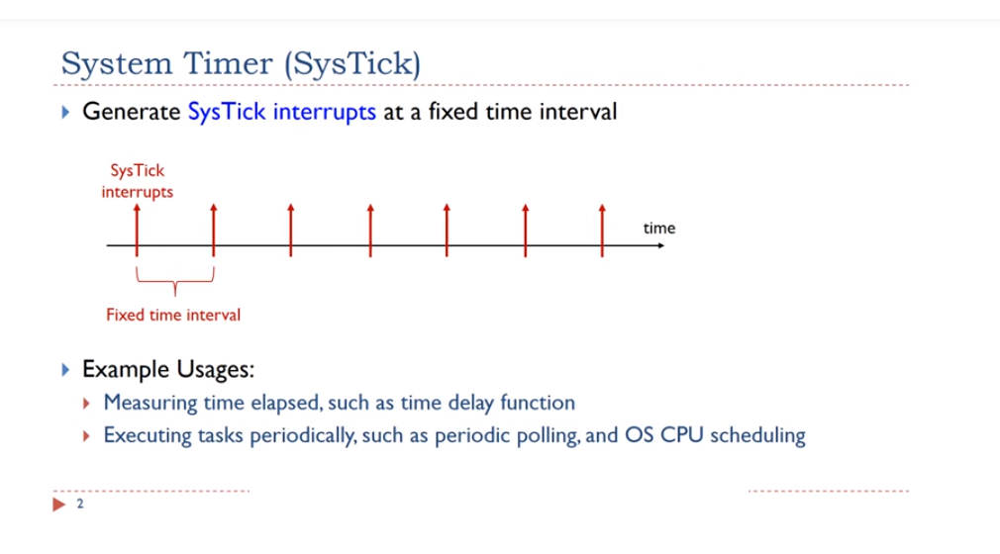 System Timer (SysTick)
Generate SysTick interrupts at a fixed time interval
SysTick
interrupts
time
Fixed time interval
Example Usages:
Measuring time elapsed, such as time delay function
Executing tasks periodically, such as periodic polling, and OS CPU scheduling
2